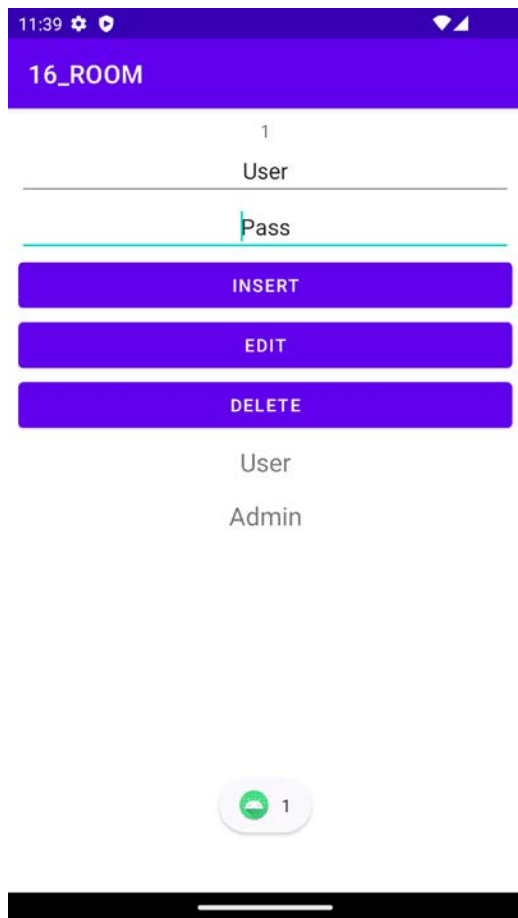 11:39
16_ROOM
1
User
Pass
INSERT
EDIT
DELETE
User
Admin
1